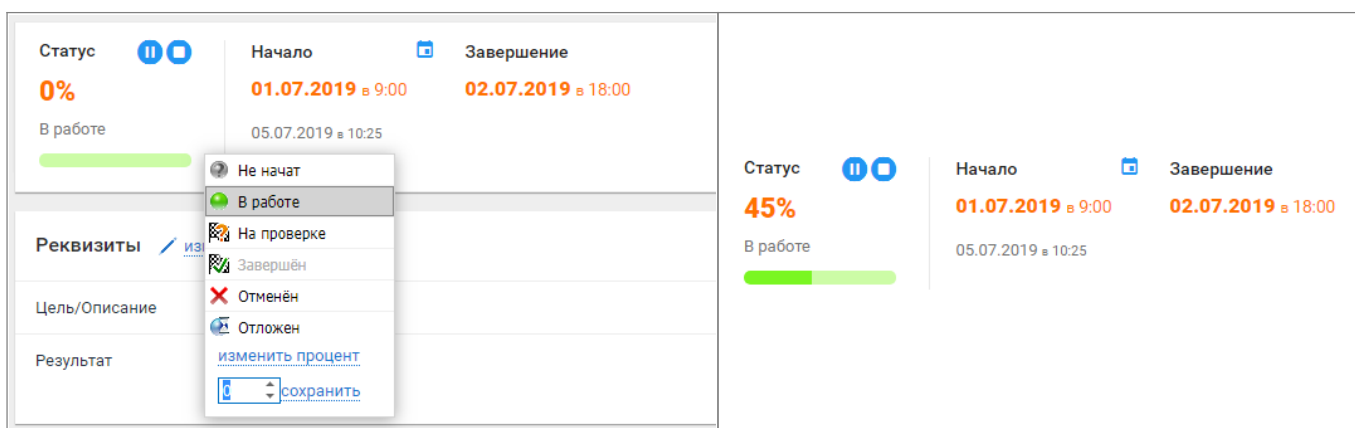 Статус
Начало
Завершение
0%
01.07.2019 в 9:00
02.07.2019 в 18:00
В работе
05.07.2019 в 10:25
Не начат
В работе
На проверке
Завершён
Отменён
Отложен
изменить процент
0 сохранить
Реквизиты
из
Цель/Описание
Результат
Статус
Начало
Завершение
45%
01.07.2019 в 9:00
02.07.2019 в 18:00
В работе
05.07.2019 в 10:25